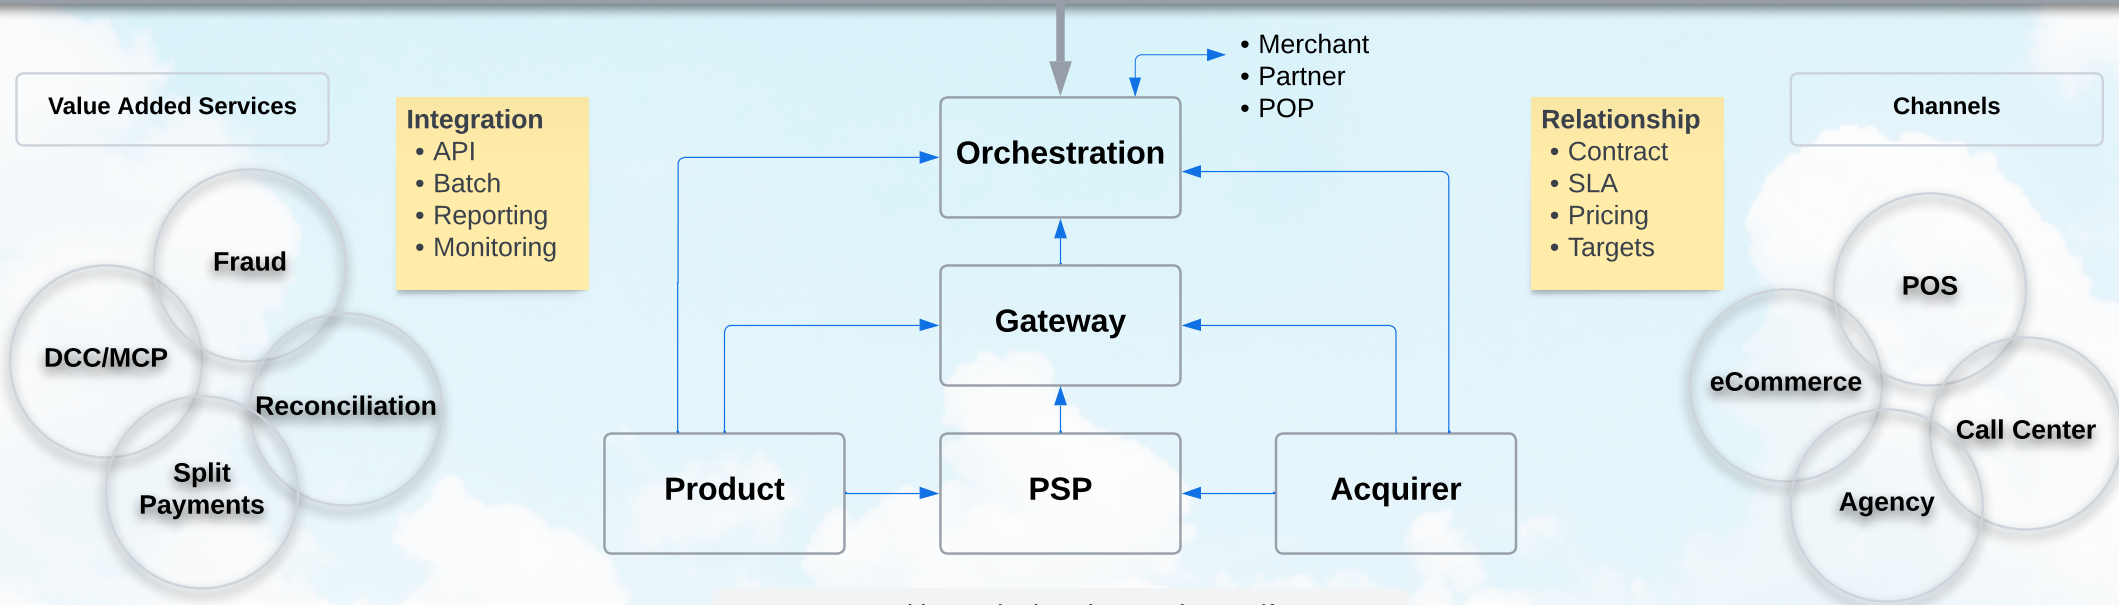 Value Added Services
Fraud
DCC/MCP
Reconciliation
Split
Payments
Integration
• API
• Batch
• Reporting
• Monitoring
• Merchant
• Partner
• POP
Orchestration
Gateway
Product
PSP
Acquirer
Relationship
• Contract
• SLA
• Pricing
• Targets
Channels
POS
eCommerce
Call Center
Agency